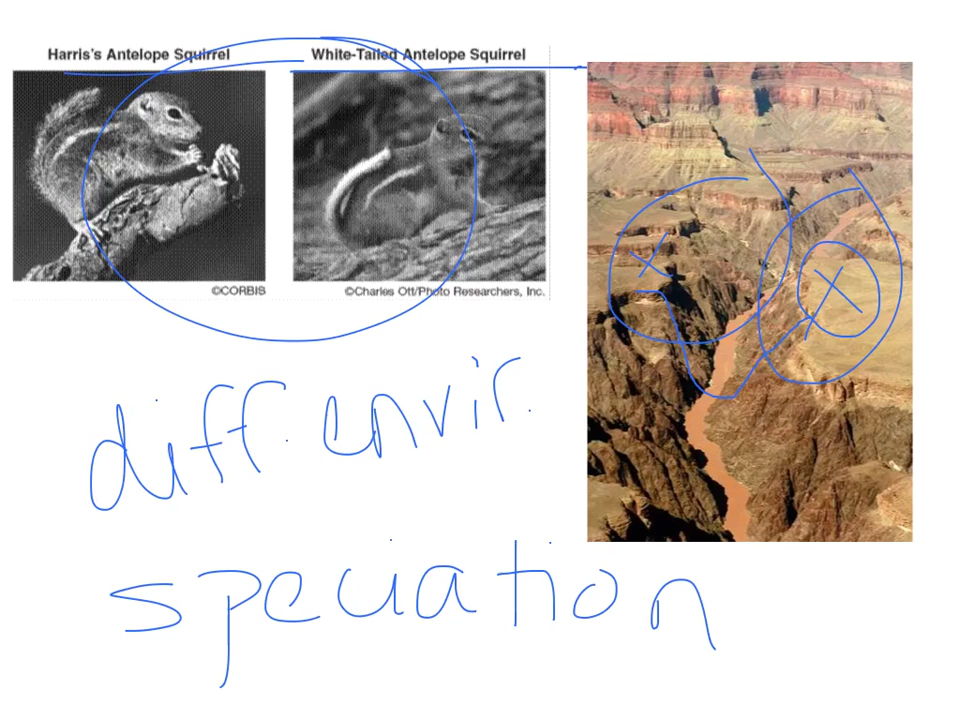 Harris's Antelope Squirrel
White-Tailed Antelope Squirrel
©CORBIS
©Charles Ott/Photo Researchers, Inc.
diff. envir.
speciation